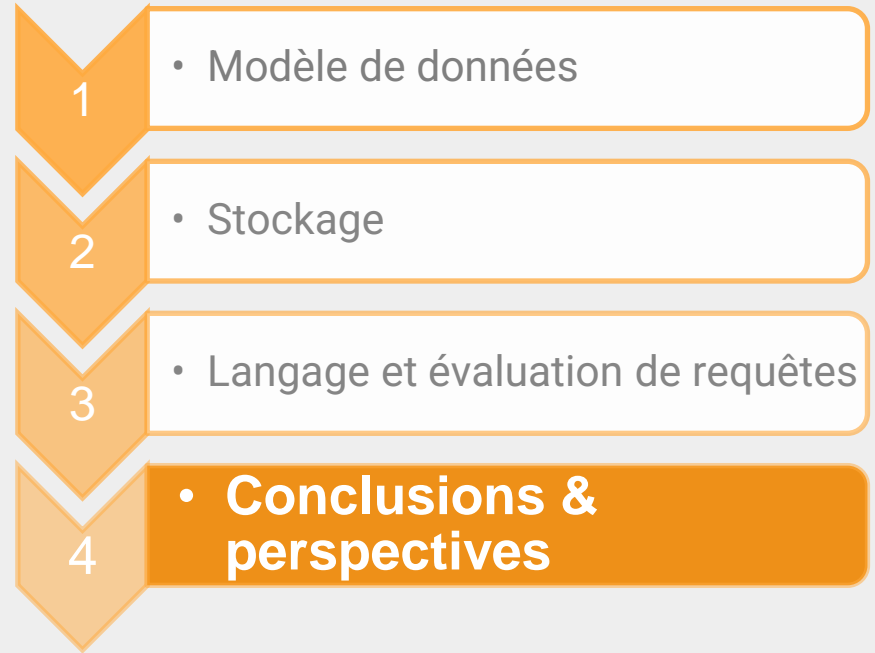 1
• Modèle de données
2
• Stockage
3
• Langage et évaluation de requêtes
4
• Conclusions &
perspectives